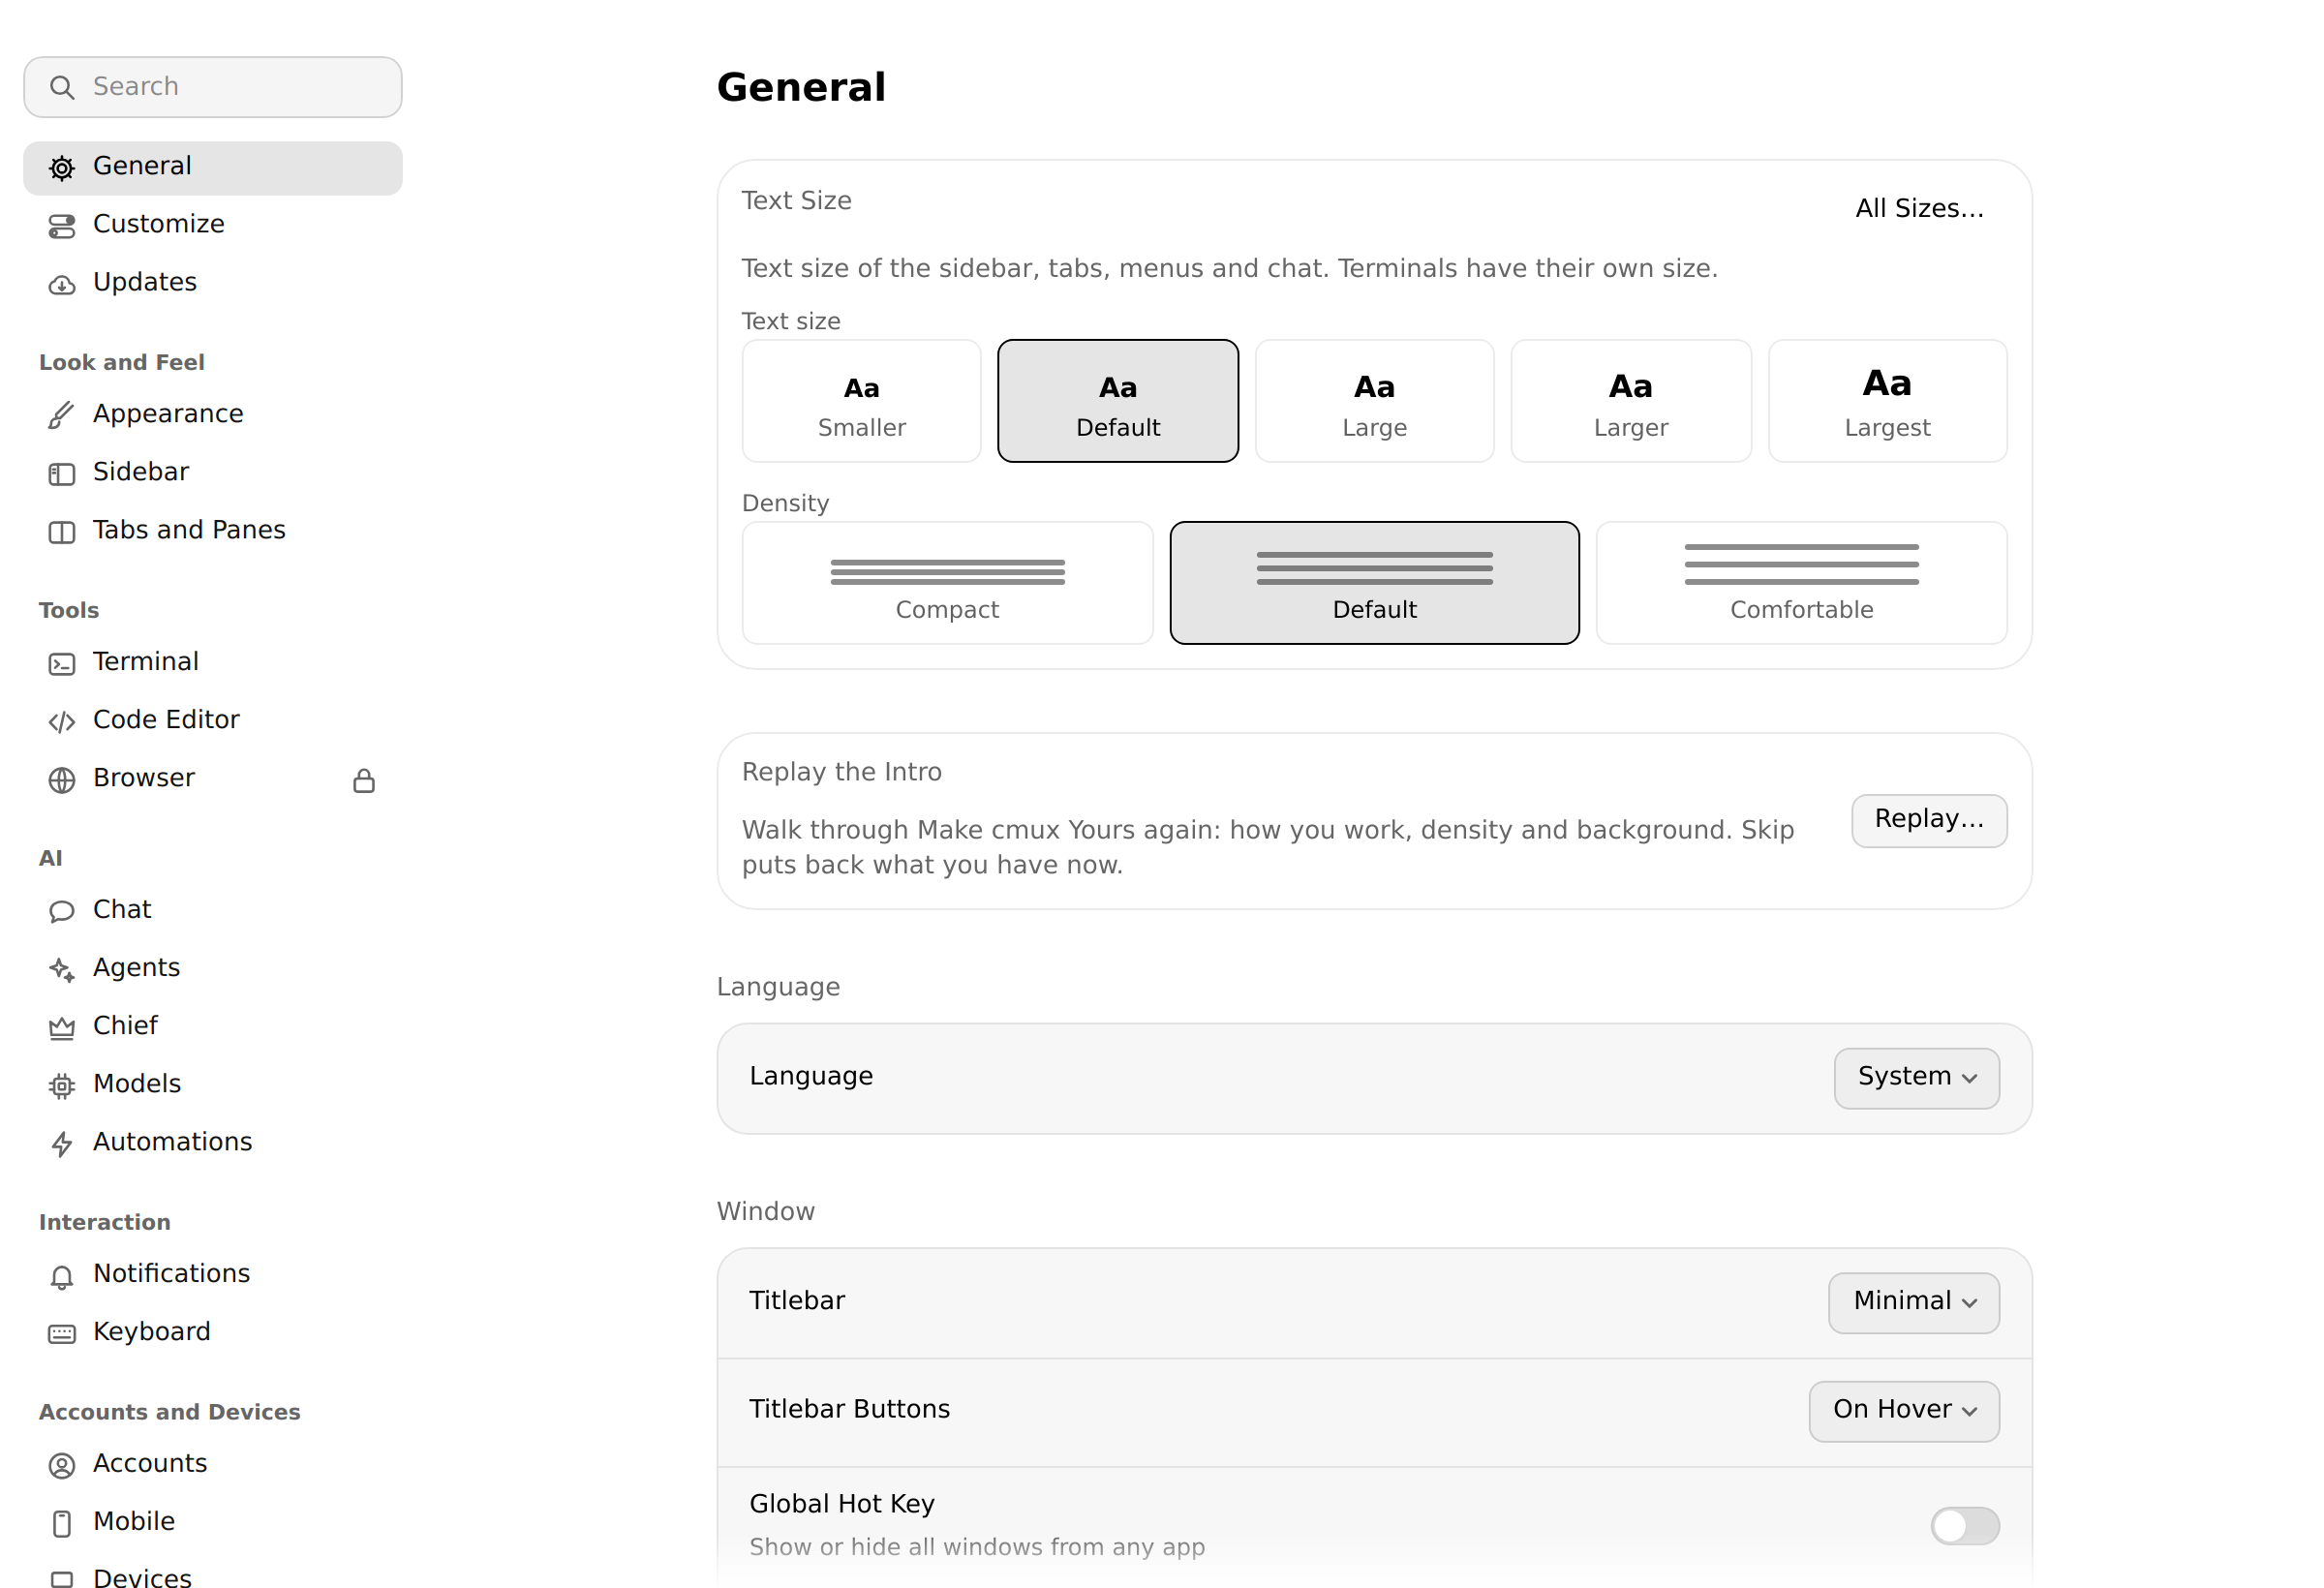 Search
General
Customize
Updates
Look and Feel
Appearance
Sidebar
Tabs and Panes
Tools
Terminal
Code Editor
Browser
AI
Chat
Agents
Chief
Models
Automations
Interaction
Notifications
Keyboard
Accounts and Devices
Accounts
Mobile
Devices
General
Text Size
All Sizes...
Text size of the sidebar, tabs, menus and chat. Terminals have their own size.
Text size
Aa
Smaller
Aa
Default
Aa
Large
Aa
Larger
Aa
Largest
Density
Compact
Default
Comfortable
Replay the Intro
Walk through Make cmux Yours again: how you work, density and background. Skip
puts back what you have now.
Replay...
Language
Language
System
Window
Titlebar
Minimal
Titlebar Buttons
On Hover
Global Hot Key
Show or hide all windows from any app